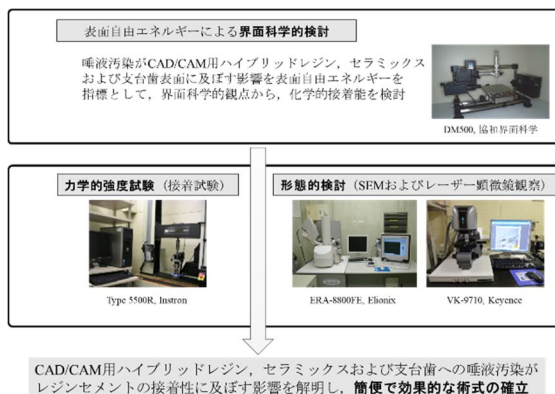 表面自由エネルギーによる界面科学的検討
唾液汚染がCAD/CAM用ハイブリッドレジン，セラミックス
および支台歯表面に及ぼす影響を表面自由エネルギーを
指標として，界面科学的観点から，化学的接着能を検討
DM500, 協和界面科学
力学的強度試験（接着試験）
形態的検討（SEMおよびレーザー顕微鏡観察）
Type 5500R, Instron
ERA-8800FE, Elionix
VK-9710, Keyence
CAD/CAM用ハイブリッドレジン，セラミックスおよび支台歯への唾液汚染が
レジンセメントの接着性に及ぼす影響を解明し，簡便で効果的な術式の確立